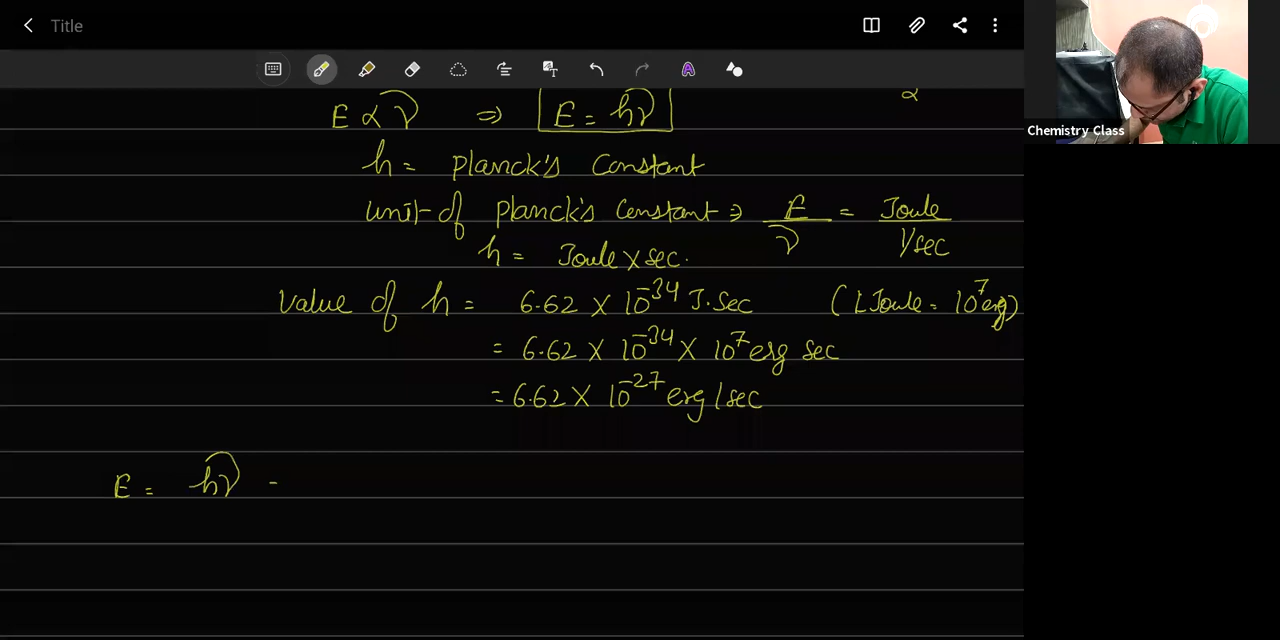 Title
Chemistry Class
α
E ∝ ν ⇒ E = hν
h = Planck's Constant
unit of Planck's Constant ⇒ E/ν = Joule/1/sec
h = Joule × sec.
Value of h = 6.62 × 10⁻³⁴ J. Sec (1 Joule = 10⁷ erg)
= 6.62 × 10⁻³⁴ × 10⁷ erg sec
= 6.62 × 10⁻²⁷ erg/sec
E = hν -